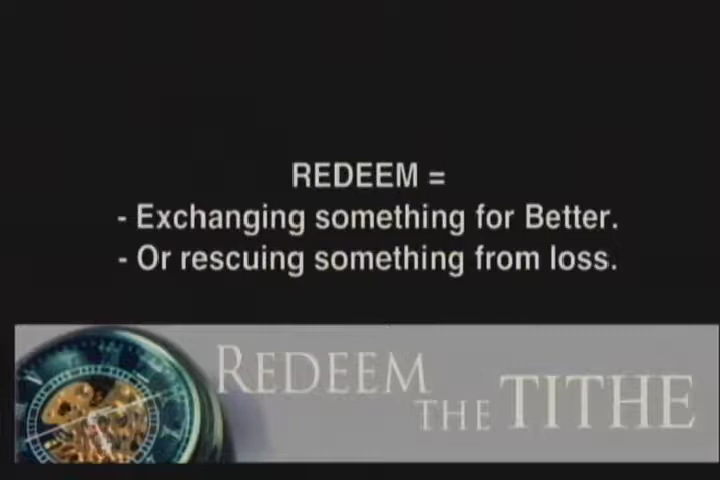 REDEEM =
- Exchanging something for Better.
- Or rescuing something from loss.
REDEEM
THE TITHE